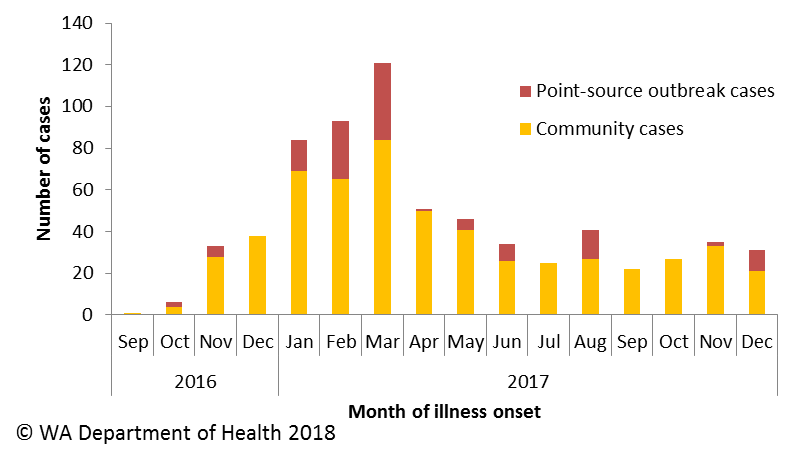 140
120
100
80
60
40
20
0
Number of cases
Point-source outbreak cases
Community cases
Sep Oct Nov Dec Jan Feb Mar Apr May Jun Jul Aug Sep Oct Nov Dec
2016 2017
Month of illness onset
© WA Department of Health 2018